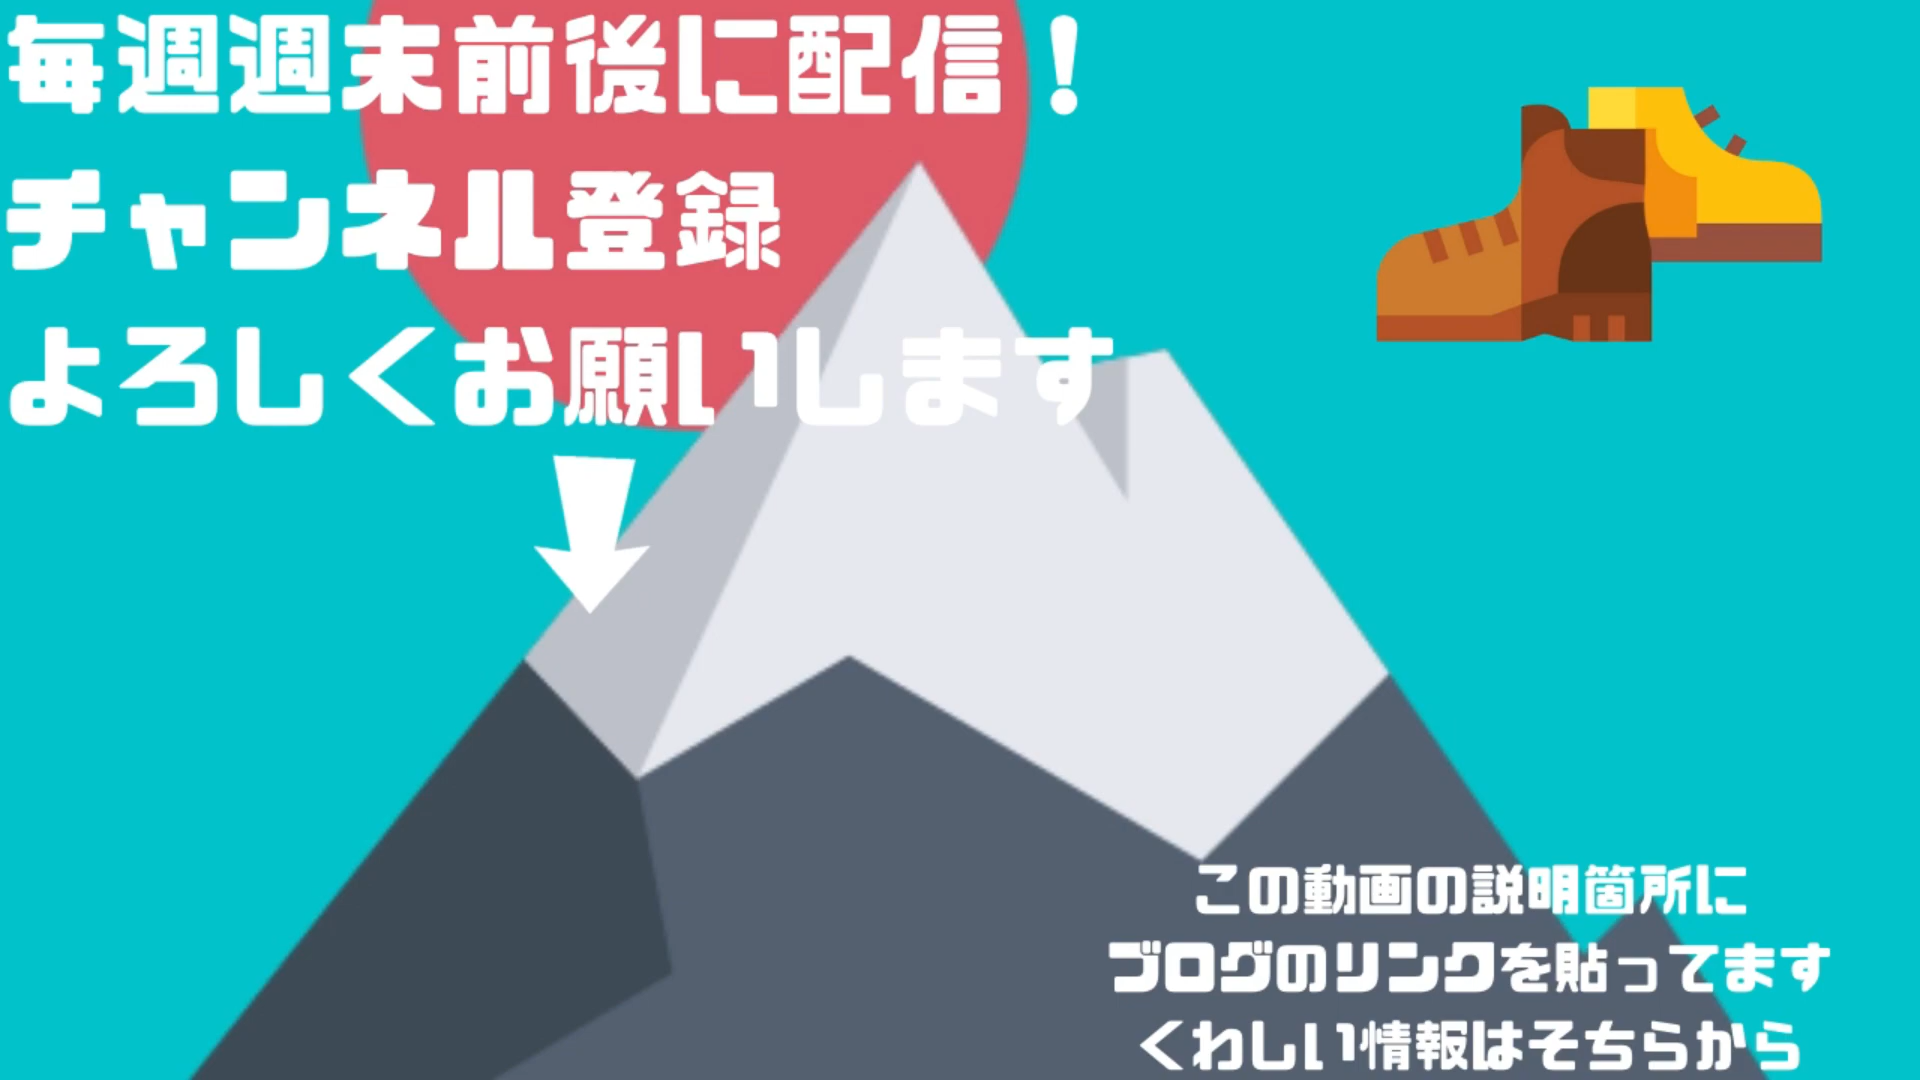 毎週週末前後に配信！
チャンネル登録
よろしくお願いします
この動画の説明箇所に
ブログのリンクを貼ってます
くわしい情報はそちらから